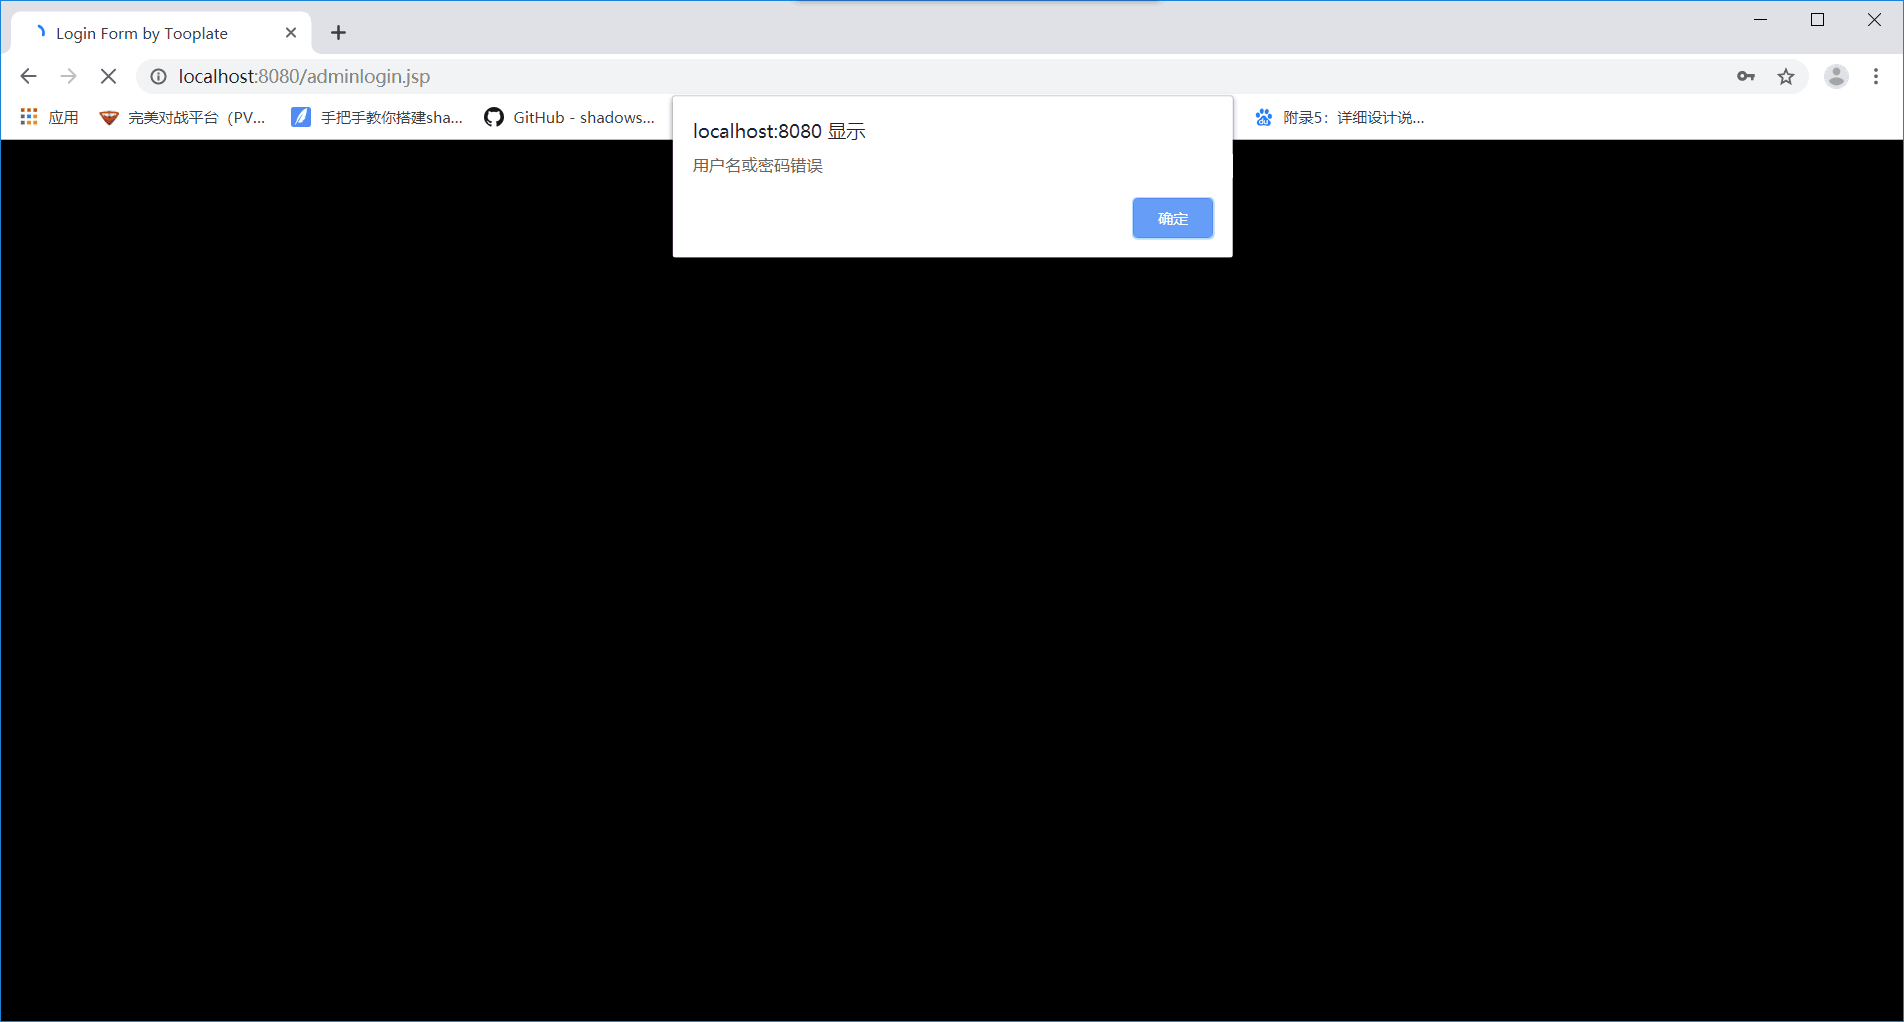 Login Form by Tooplate
localhost:8080/adminlogin.jsp
应用 完美对战平台（PV... 手把手教你搭建sha... GitHub - shadows... 附录5：详细设计说...
localhost:8080 显示
用户名或密码错误
确定